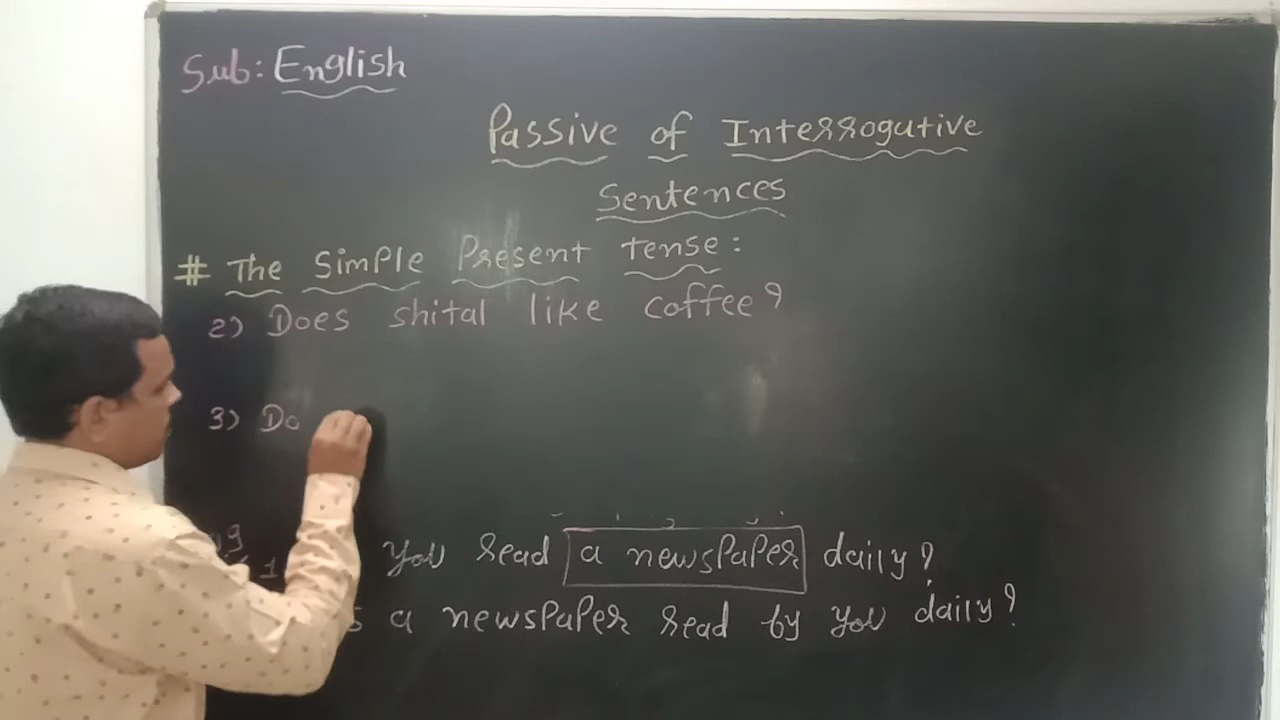 Sub: English
Passive of Interrogative
Sentences
# The Simple Present tense:
2) Does shital like coffee?
3) Do
you read a newspaper daily?
a newspaper read by you daily?